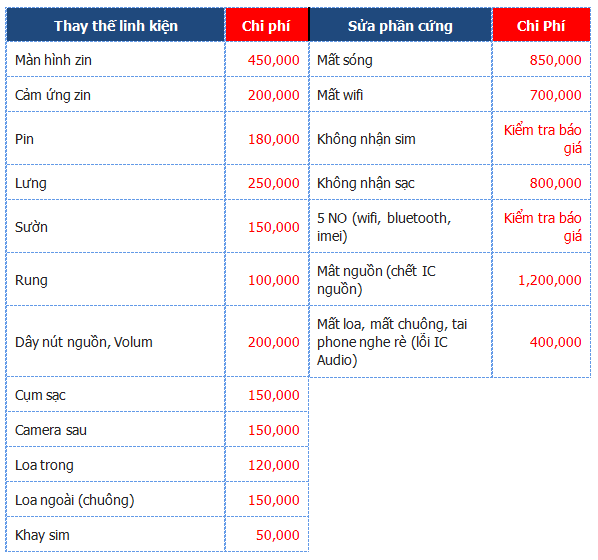 Thay thế linh kiện Chi phí Sửa phần cứng Chi Phí
Màn hình zin 450,000 Mất sóng 850,000
Cảm ứng zin 200,000 Mất wifi 700,000
Pin 180,000 Không nhận sim Kiểm tra báo
giá
Lưng 250,000 Không nhận sạc 800,000
Sườn 150,000 5 NO (wifi, bluetooth,
imei) Kiểm tra báo
giá
Rung 100,000 Mât nguồn (chết IC
nguồn) 1,200,000
Dây nút nguồn, Volum 200,000 Mất loa, mất chuông, tai
phone nghe rè (lỗi IC
Audio) 400,000
Cụm sạc 150,000
Camera sau 150,000
Loa trong 120,000
Loa ngoài (chuông) 150,000
Khay sim 50,000